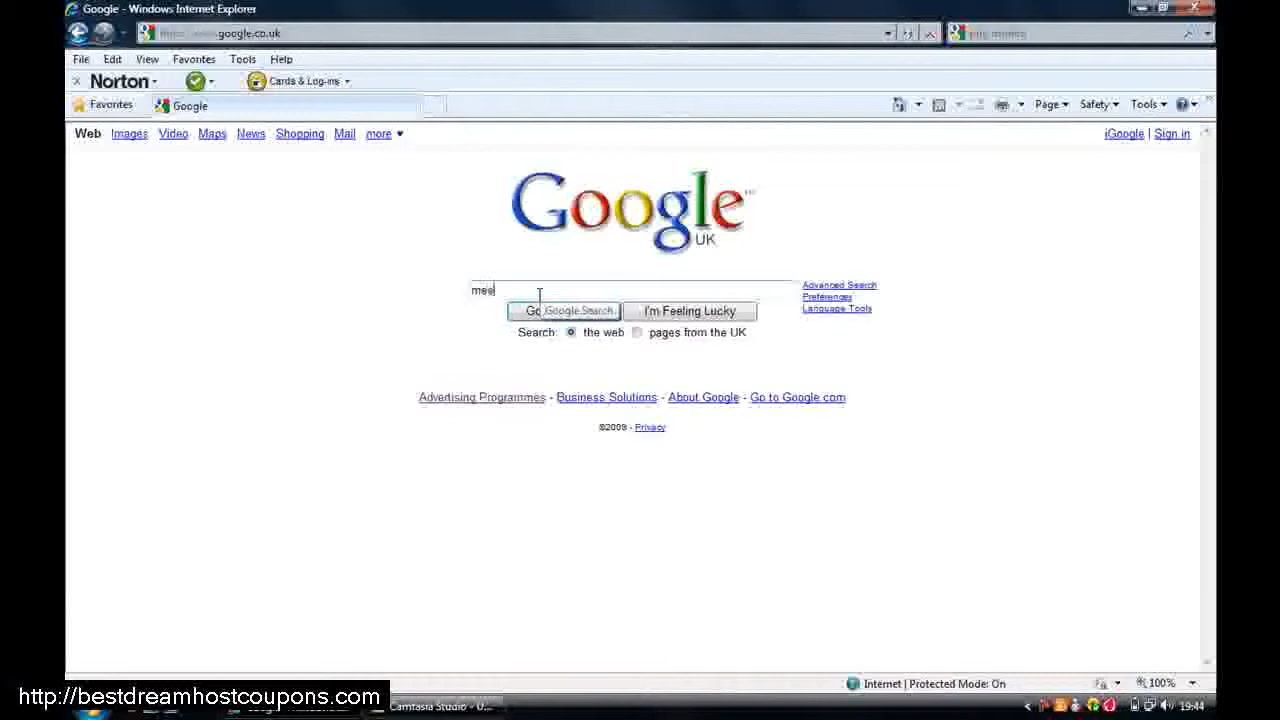 Google - Windows Internet Explorer
.google.co.uk
File Edit View Favorites Tools Help
Norton Cards & Log-ins
Favorites Google Page Safety Tools
Web Images Video Maps News Shopping Mail more iGoogle | Sign in
Google
UK
mee
Advanced Search
Preferences
Language Tools
Go Google Search I'm Feeling Lucky
Search: the web pages from the UK
Advertising Programmes - Business Solutions - About Google - Go to Google.com
©2009 - Privacy
Internet | Protected Mode: On 100%
http://bestdreamhostcoupons.com
Camtasia Studio - U... 19:44